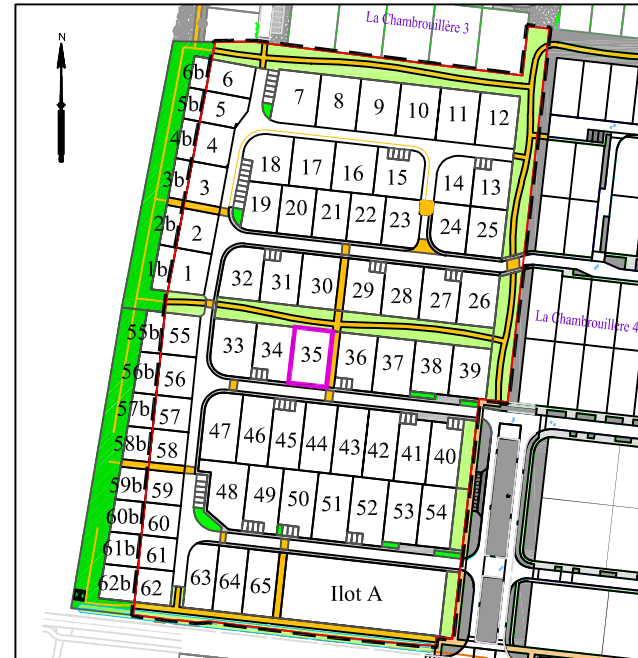 La Chambrouillère 3
N
6b 6 7 8 9 10 11 12
5b 5
4b 4
3b 3 18 17 16 15 14 13
2b 2 19 20 21 22 23 24 25
1b 1 32 31 30 29 28 27 26
La Chambrouillère 4
55b 55 33 34 35 36 37 38 39
56b 56
57b 57 47 46 45 44 43 42 41 40
58b 58
59b 59 48 49 50 51 52 53 54
60b 60
61b 61
62b 62 63 64 65 Ilot A